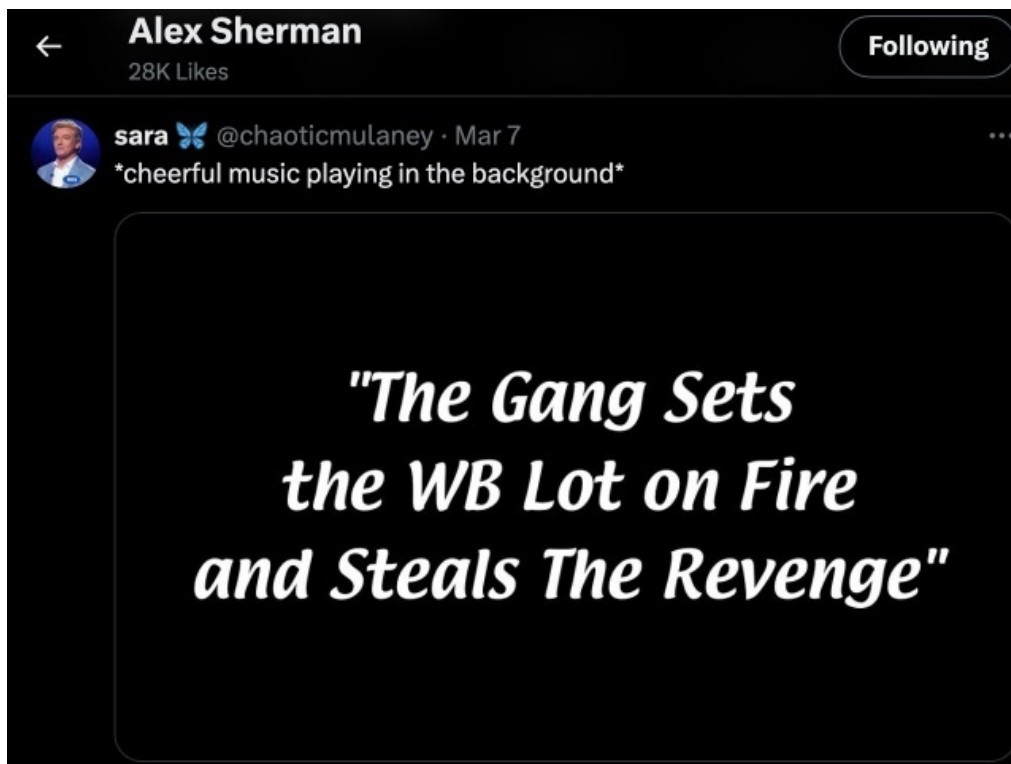 Alex Sherman
28K Likes
Following
sara 🦋 @chaoticmulaney · Mar 7
*cheerful music playing in the background*
"The Gang Sets
the WB Lot on Fire
and Steals The Revenge"